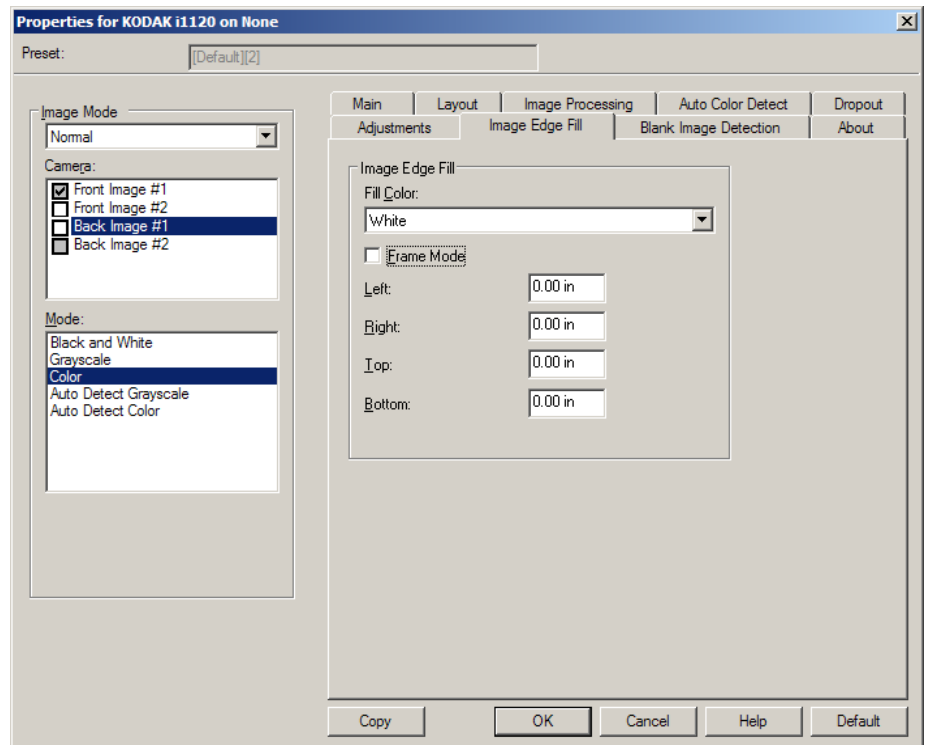 Properties for KODAK i1120 on None
Preset:
[Default][2]
Image Mode
Normal
Camera:
Front Image #1
Front Image #2
Back Image #1
Back Image #2
Mode:
Black and White
Grayscale
Color
Auto Detect Grayscale
Auto Detect Color
Main Layout Image Processing Auto Color Detect Dropout
Adjustments Image Edge Fill Blank Image Detection About
Image Edge Fill
Fill Color:
White
Frame Mode
Left: 0.00 in
Right: 0.00 in
Top: 0.00 in
Bottom: 0.00 in
Copy OK Cancel Help Default